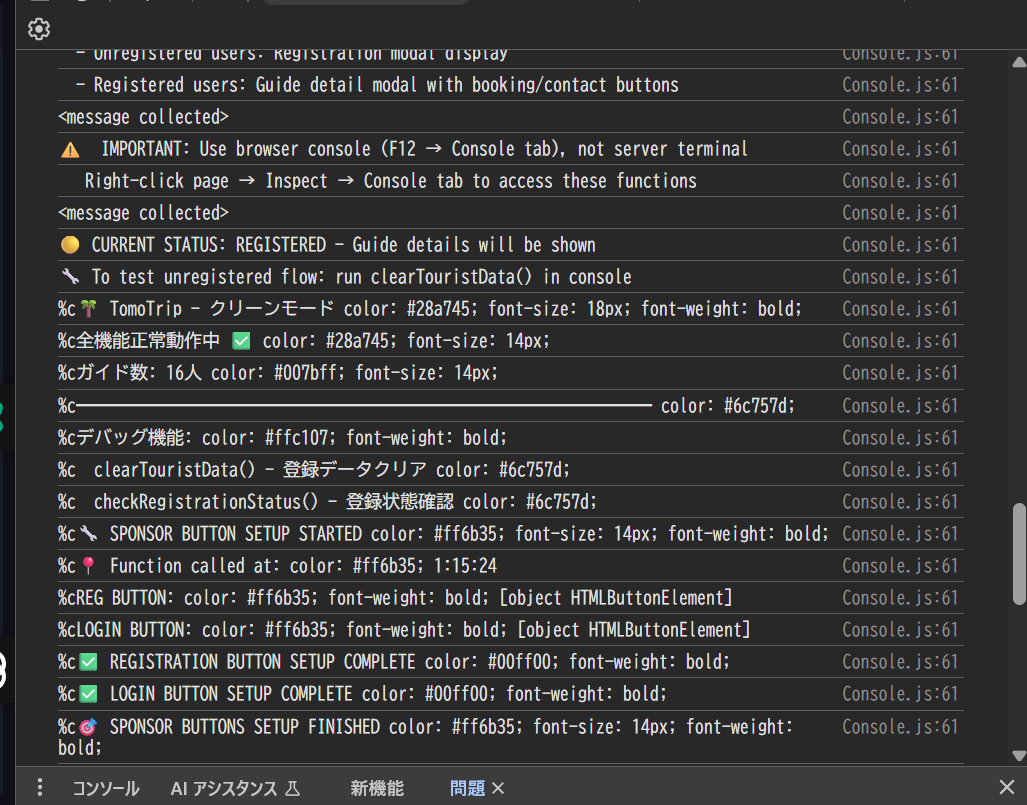 - Unregistered users: Registration modal display Console.js:61
- Registered users: Guide detail modal with booking/contact buttons Console.js:61
<message collected> Console.js:61
⚠️ IMPORTANT: Use browser console (F12 → Console tab), not server terminal Console.js:61
Right-click page → Inspect → Console tab to access these functions Console.js:61
<message collected> Console.js:61
🟡 CURRENT STATUS: REGISTERED - Guide details will be shown Console.js:61
🔧 To test unregistered flow: run clearTouristData() in console Console.js:61
%c🌴 TomoTrip - クリーンモード color: #28a745; font-size: 18px; font-weight: bold; Console.js:61
%c全機能正常動作中 ✅ color: #28a745; font-size: 14px; Console.js:61
%cガイド数: 16人 color: #007bff; font-size: 14px; Console.js:61
%c━━━━━━━━━━━━━━━━━━━━━━━━━━━━━━━━ color: #6c757d; Console.js:61
%cデバッグ機能: color: #ffc107; font-weight: bold; Console.js:61
%c  clearTouristData() - 登録データクリア color: #6c757d; Console.js:61
%c  checkRegistrationStatus() - 登録状態確認 color: #6c757d; Console.js:61
%c🔧 SPONSOR BUTTON SETUP STARTED color: #ff6b35; font-size: 14px; font-weight: bold; Console.js:61
%c📍 Function called at: color: #ff6b35; 1:15:24 Console.js:61
%cREG BUTTON: color: #ff6b35; font-weight: bold; [object HTMLButtonElement] Console.js:61
%cLOGIN BUTTON: color: #ff6b35; font-weight: bold; [object HTMLButtonElement] Console.js:61
%c✅ REGISTRATION BUTTON SETUP COMPLETE color: #00ff00; font-weight: bold; Console.js:61
%c✅ LOGIN BUTTON SETUP COMPLETE color: #00ff00; font-weight: bold; Console.js:61
%c🎯 SPONSOR BUTTONS SETUP FINISHED color: #ff6b35; font-size: 14px; font-weight: Console.js:61
bold;
コンソール AI アシスタンス 新機能 問題